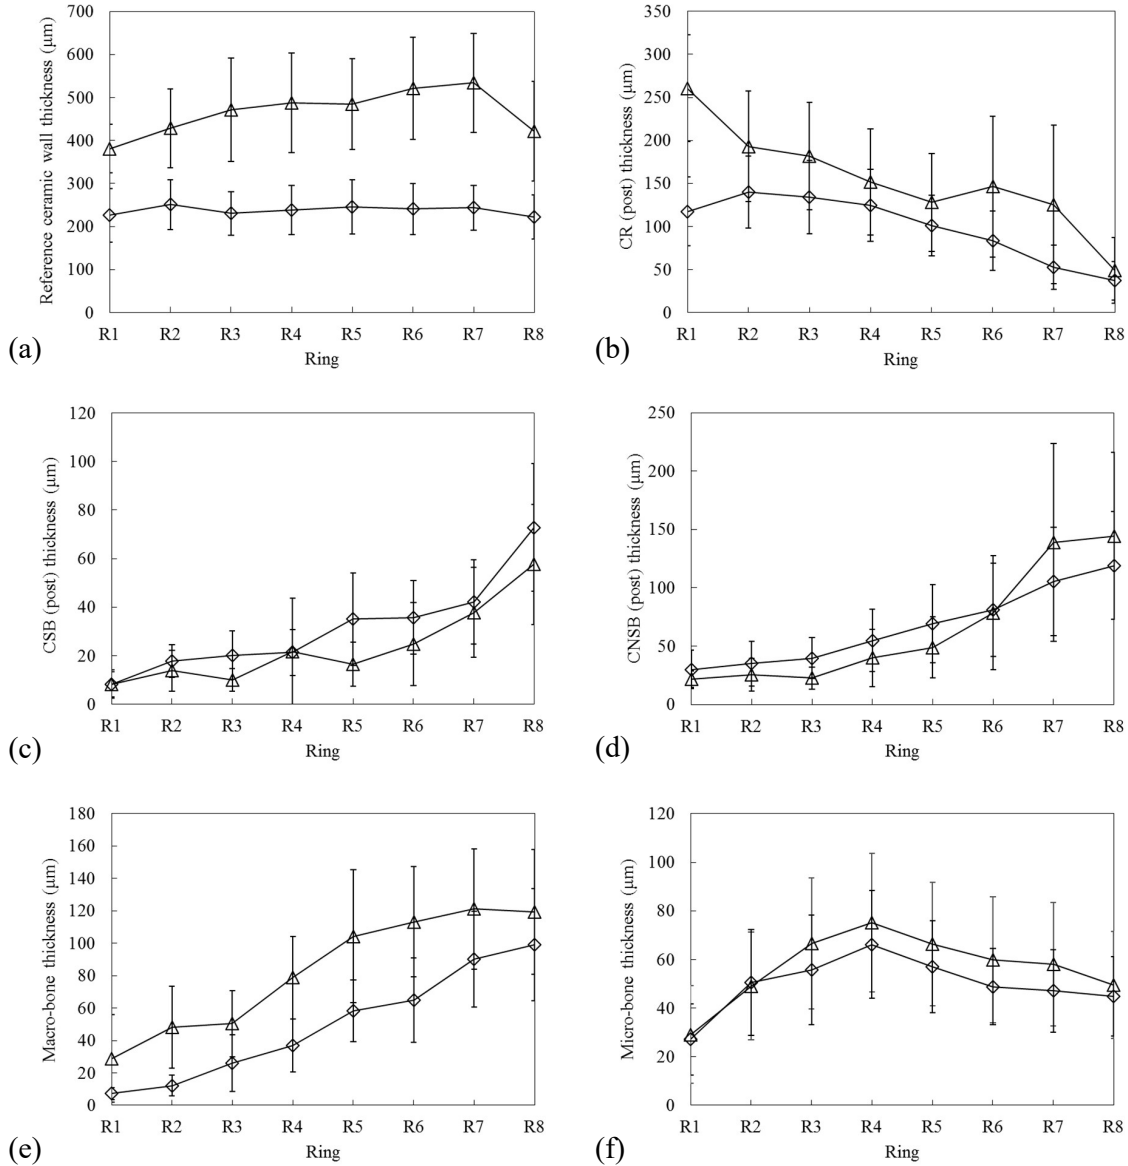 Reference ceramic wall thickness (μm)
700
600
500
400
300
200
100
0
R1 R2 R3 R4 R5 R6 R7 R8
Ring
(a)
CR (post) thickness (μm)
350
300
250
200
150
100
50
0
R1 R2 R3 R4 R5 R6 R7 R8
Ring
(b)
CSB (post) thickness (μm)
120
100
80
60
40
20
0
R1 R2 R3 R4 R5 R6 R7 R8
Ring
(c)
CNSB (post) thickness (μm)
250
200
150
100
50
0
R1 R2 R3 R4 R5 R6 R7 R8
Ring
(d)
Macro-bone thickness (μm)
180
160
140
120
100
80
60
40
20
0
R1 R2 R3 R4 R5 R6 R7 R8
Ring
(e)
Micro-bone thickness (μm)
120
100
80
60
40
20
0
R1 R2 R3 R4 R5 R6 R7 R8
Ring
(f)